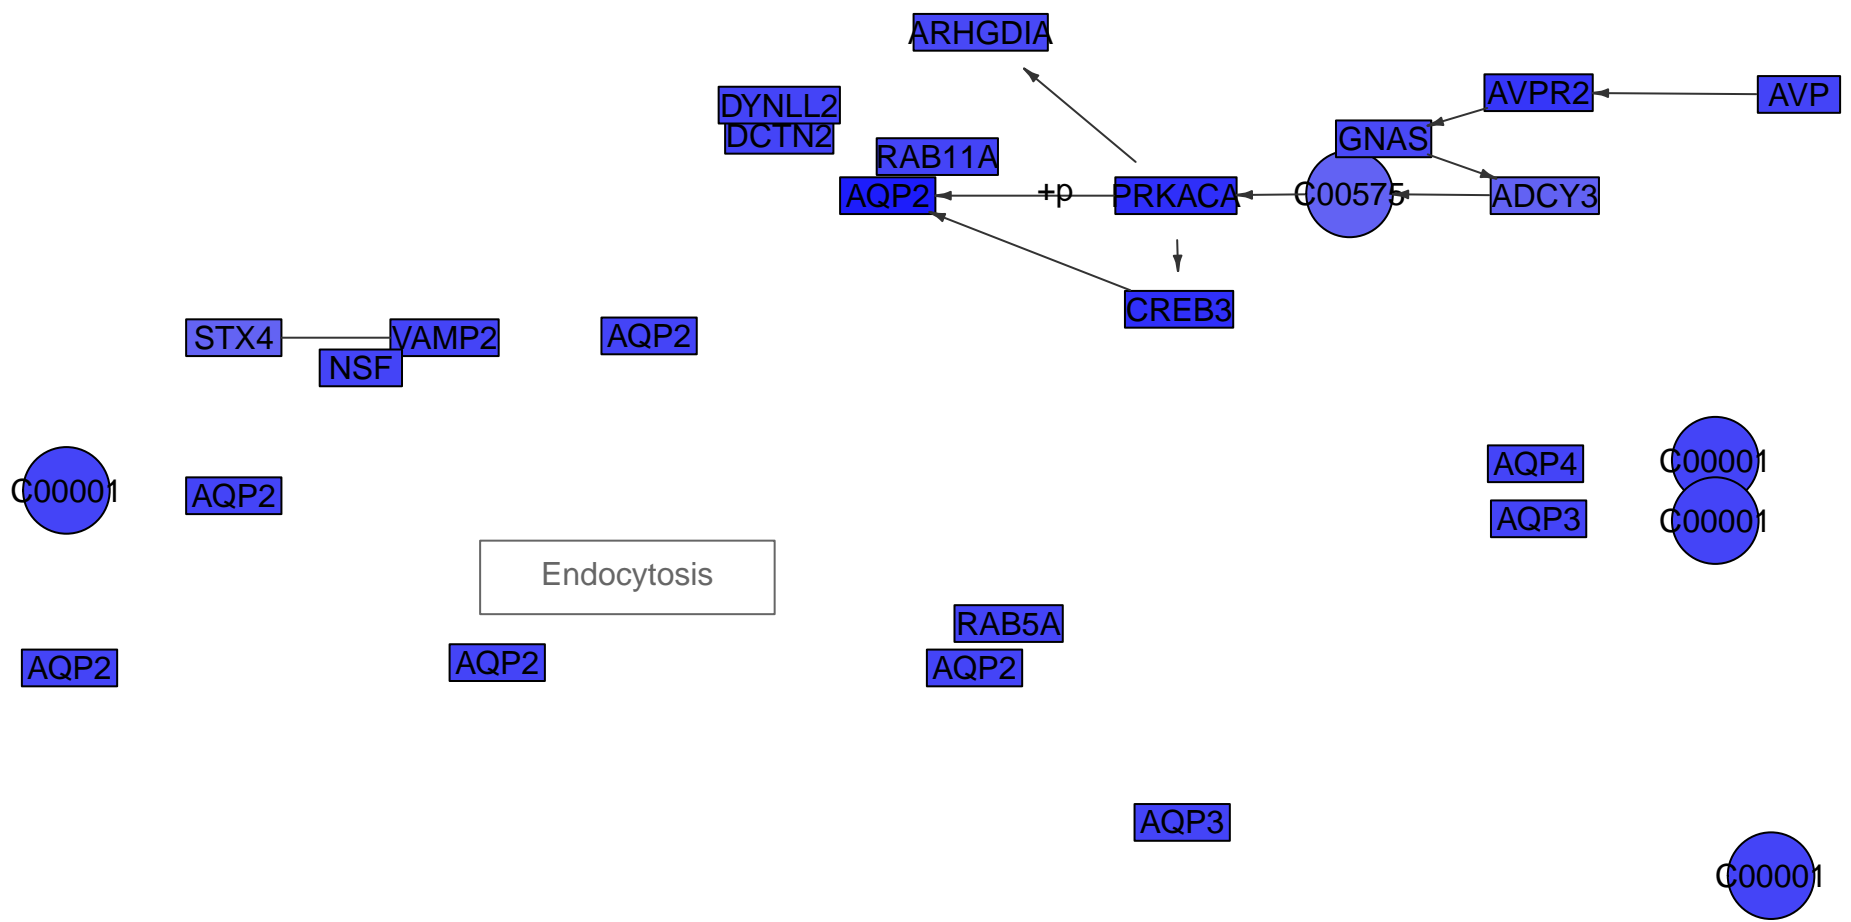 ARHGDIA
AVPR2
AVP
DYNLL2
DCTN2
GNAS
RAB11A
AQP2
+p
PRKACA
C00575
ADCY3
CREB3
STX4
VAMP2
AQP2
NSF
C00001
AQP2
AQP4
C00001
AQP3
C00001
Endocytosis
RAB5A
AQP2
AQP2
AQP2
AQP3
C00001